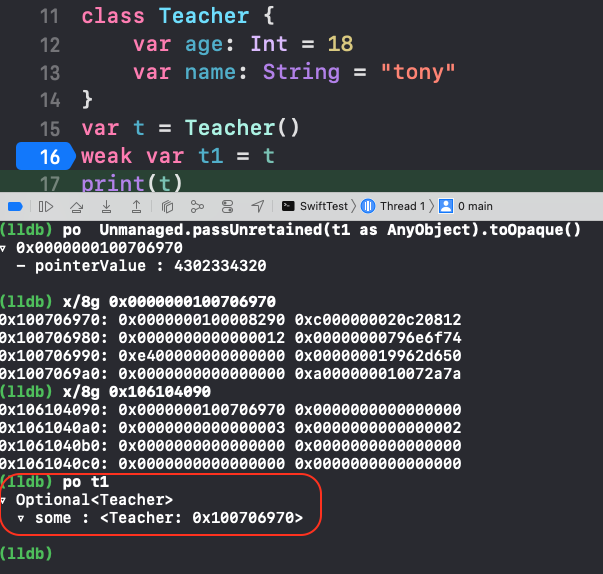 11 class Teacher {
12     var age: Int = 18
13     var name: String = "tony"
14 }
15 var t = Teacher()
16 weak var t1 = t
17 print(t)
SwiftTest 〉 Thread 1 〉 0 main
(lldb) po  Unmanaged.passUnretained(t1 as AnyObject).toOpaque()
▿ 0x0000000100706970
  - pointerValue : 4302334320

(lldb) x/8g 0x0000000100706970
0x100706970: 0x0000000100008290 0xc000000020c20812
0x100706980: 0x0000000000000012 0x00000000796e6f74
0x100706990: 0xe400000000000000 0x000000019962d650
0x1007069a0: 0x0000000000000000 0xa00000010072a7a
(lldb) x/8g 0x106104090
0x106104090: 0x0000000100706970 0x0000000000000000
0x1061040a0: 0x0000000000000003 0x0000000000000002
0x1061040b0: 0x0000000000000000 0x0000000000000000
0x1061040c0: 0x0000000000000000 0x0000000000000000
(lldb) po t1
▿ Optional<Teacher>
  ▿ some : <Teacher: 0x100706970>

(lldb)